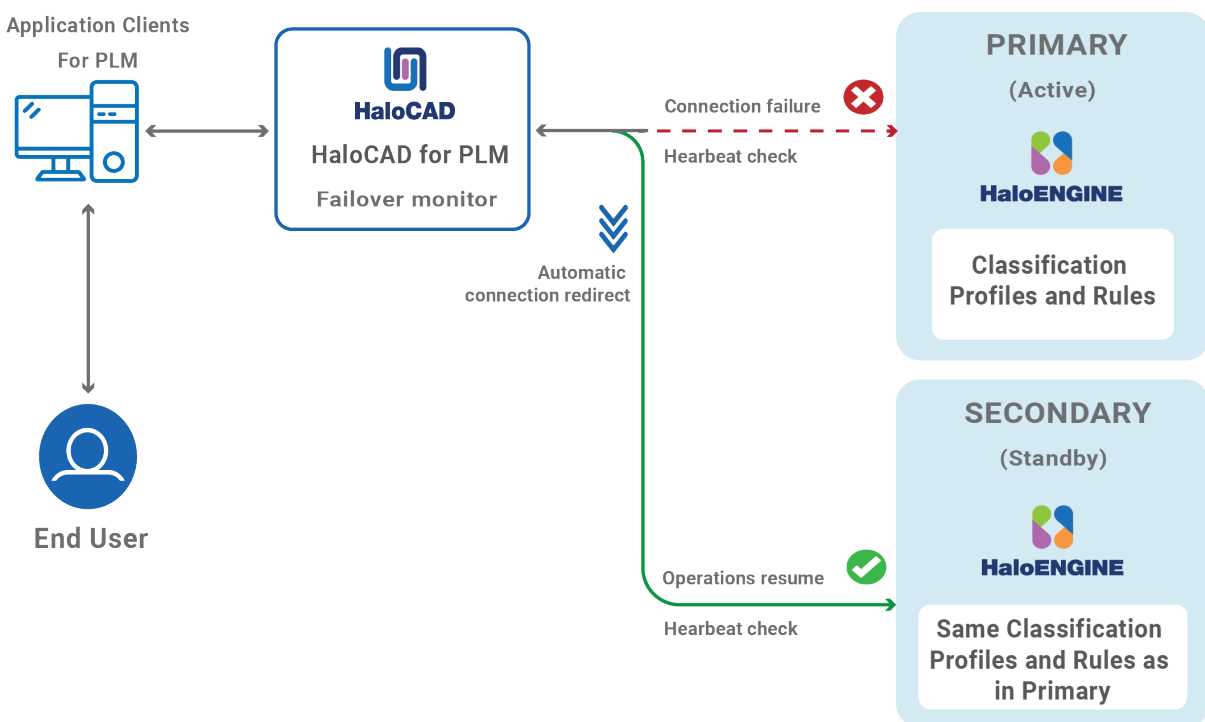 Application Clients
For PLM
HaloCAD
HaloCAD for PLM
Failover monitor
Connection failure
Hearbeat check
Automatic
connection redirect
PRIMARY
(Active)
HaloENGINE
Classification
Profiles and Rules
End User
Operations resume
Hearbeat check
SECONDARY
(Standby)
HaloENGINE
Same Classification
Profiles and Rules as
in Primary